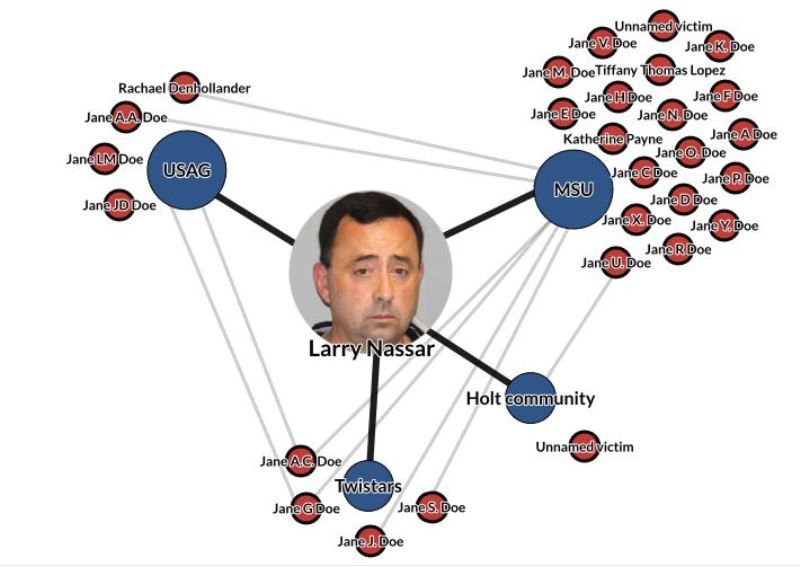 Unnamed victim
Jane V. Doe
Jane K. Doe
Jane M. Doe
Tiffany Thomas Lopez
Rachael Denhollander
Jane H Doe
Jane F Doe
Jane A.A. Doe
Jane E Doe
Jane N. Doe
Katherine Payne
Jane A Doe
Jane LM Doe
Jane O. Doe
USAG
Jane C Doe
Jane P. Doe
MSU
Jane JD Doe
Jane D Doe
Jane X. Doe
Jane Y. Doe
Jane R Doe
Jane U. Doe
Larry Nassar
Holt community
Unnamed victim
Jane A.C. Doe
Twistars
Jane G Doe
Jane S. Doe
Jane J. Doe